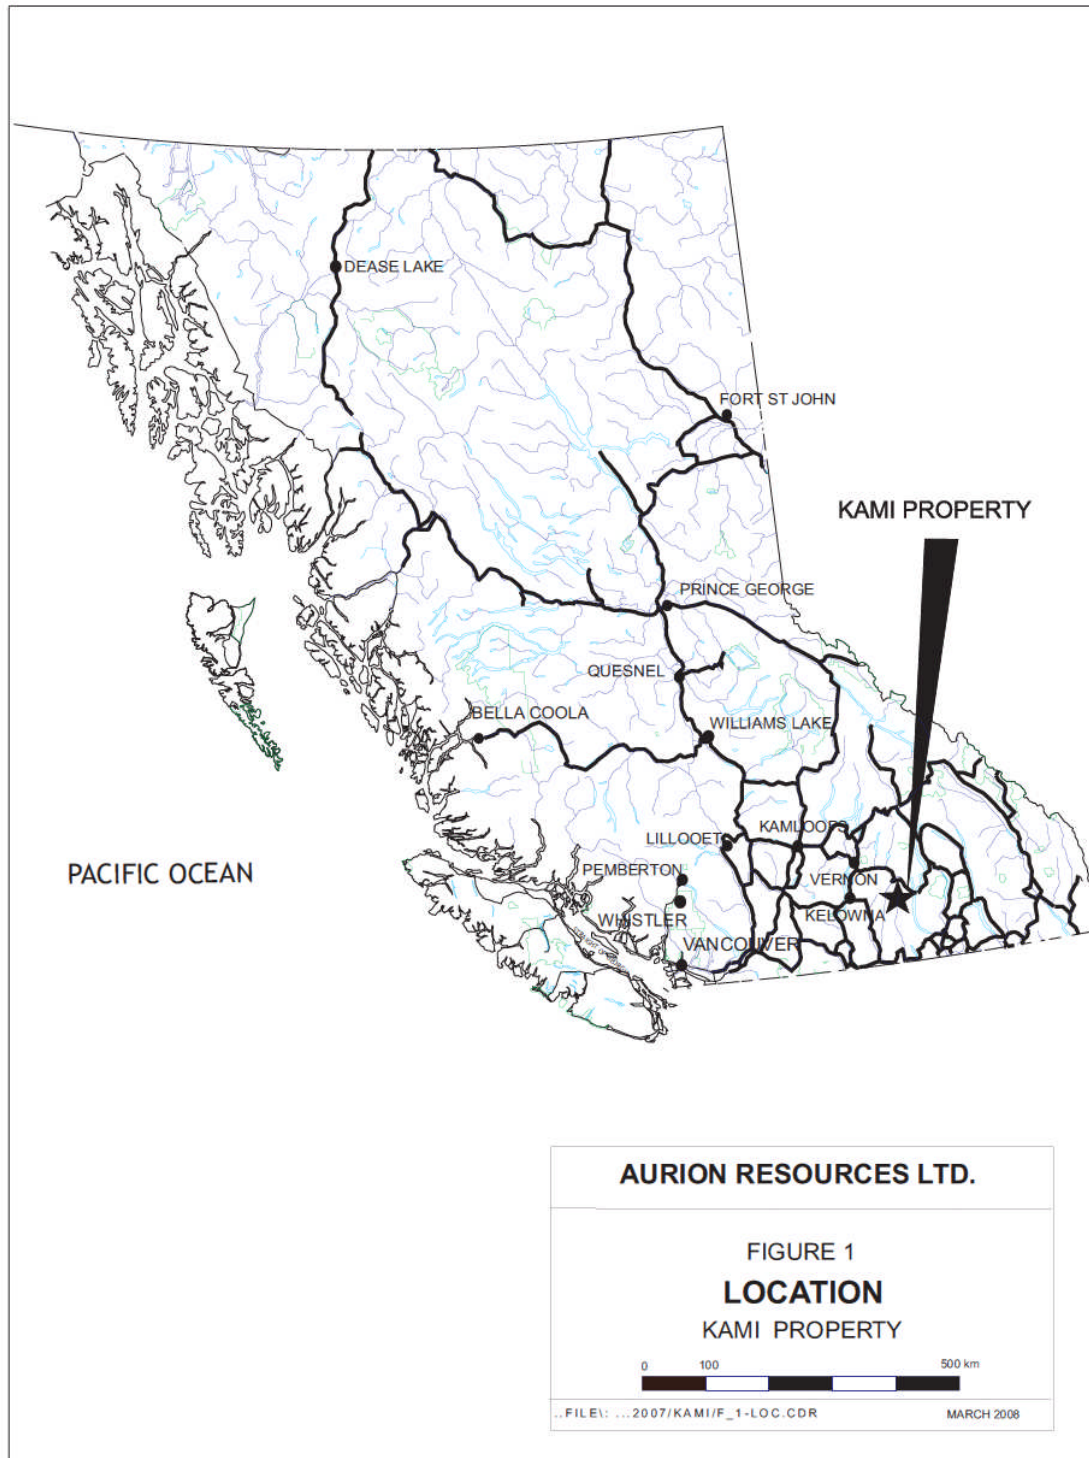 DEASE LAKE
FORT ST JOHN
KAMI PROPERTY
PRINCE GEORGE
QUESNEL
BELLA COOLA
WILLIAMS LAKE
LILLOOET
KAMLOOPS
PEMBERTON
VERNON
PACIFIC OCEAN
WHISTLER
KELOWNA
VANCOUVER
AURION RESOURCES LTD.
FIGURE 1
LOCATION
KAMI PROPERTY
0 100 500 km
..FILE\: ...2007/KAMI/F_1-LOC.CDR MARCH 2008